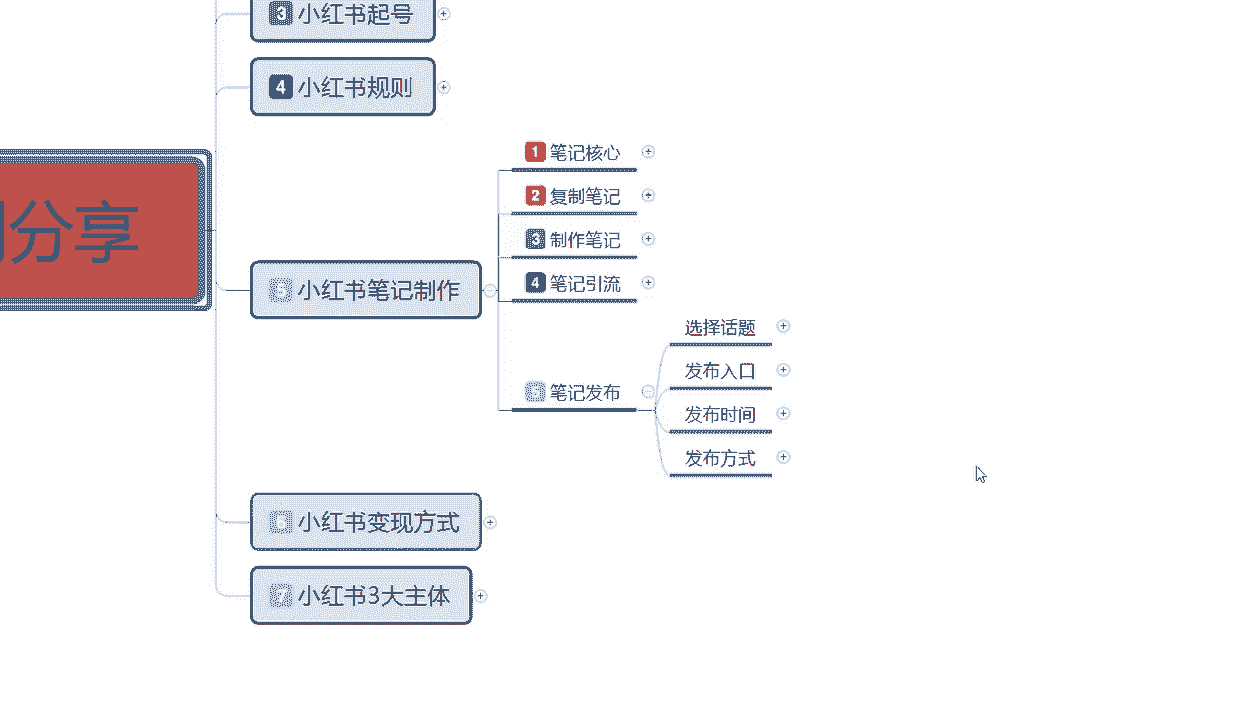 3 小红书起号
4 小红书规则
分享
5 小红书笔记制作
1 笔记核心
2 复制笔记
3 制作笔记
4 笔记引流
5 笔记发布
选择话题
发布入口
发布时间
发布方式
6 小红书变现方式
7 小红书3大主体